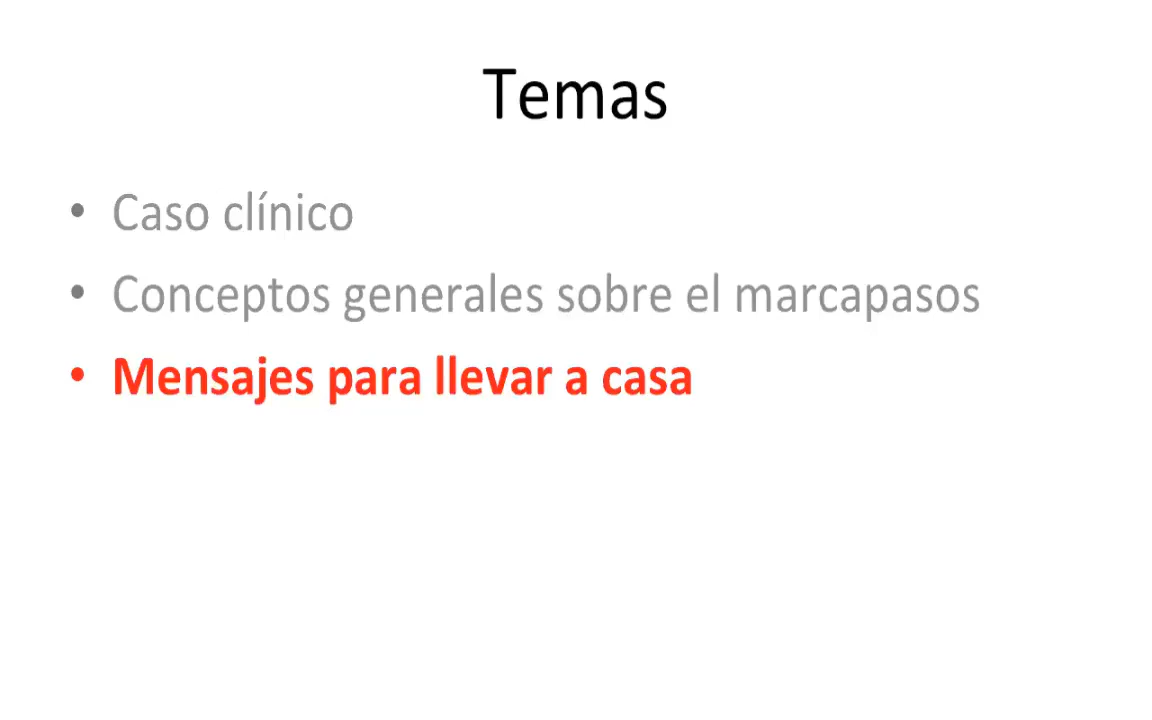 Temas
• Caso clínico
• Conceptos generales sobre el marcapasos
• Mensajes para llevar a casa